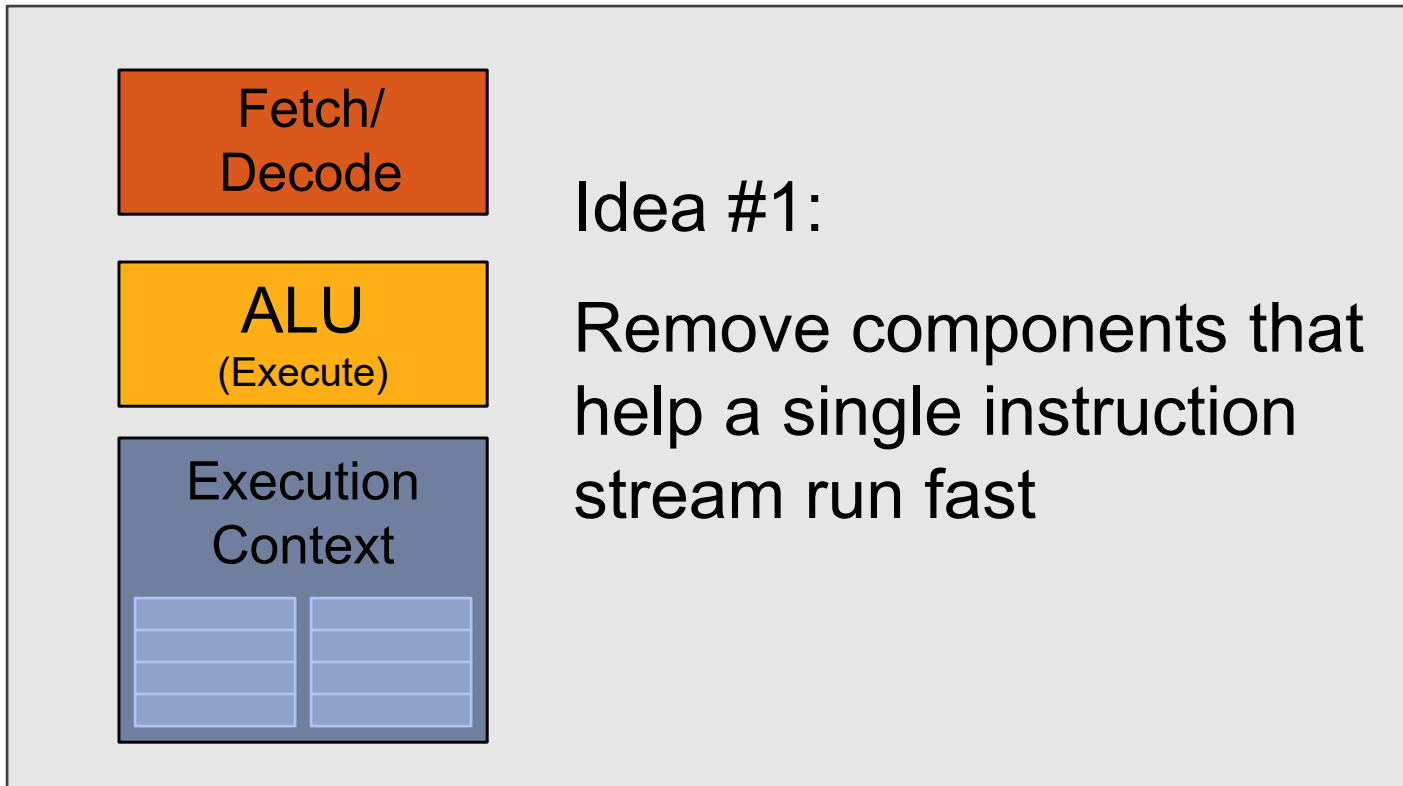 Fetch/
Decode
ALU
(Execute)
Execution
Context
Idea #1:
Remove components that
help a single instruction
stream run fast